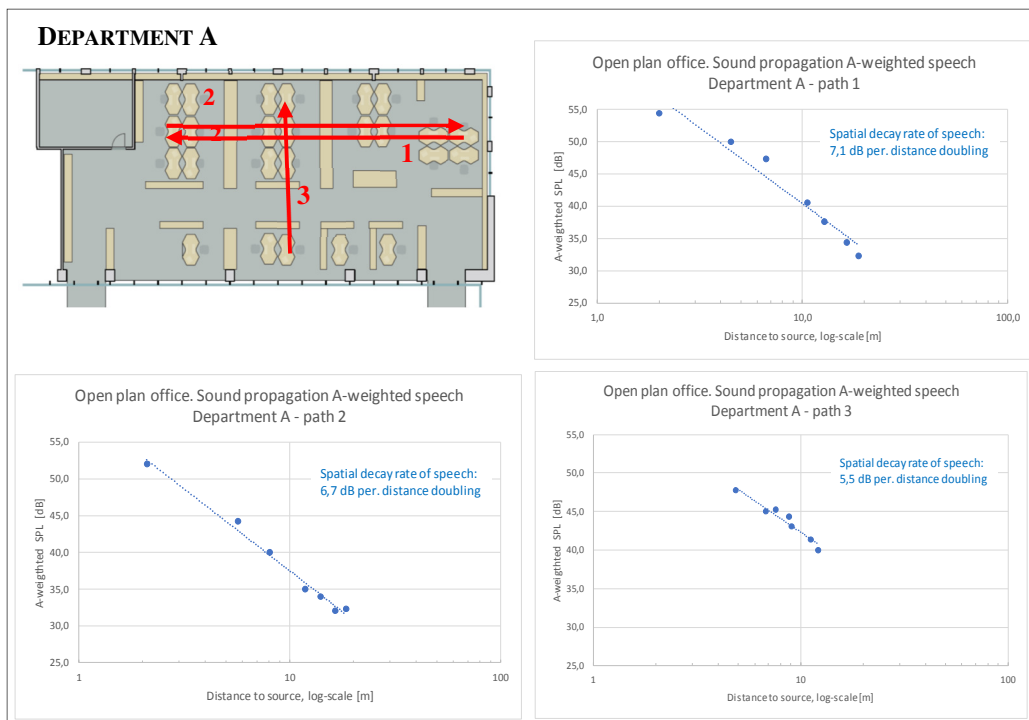 DEPARTMENT A
2
2
1
3
Open plan office. Sound propagation A-weighted speech
Department A - path 1
Spatial decay rate of speech:
7,1 dB per. distance doubling
A-weigthted SPL [dB]
55,0
50,0
45,0
40,0
35,0
30,0
25,0
1,0 10,0 100,0
Distance to source, log-scale [m]
Open plan office. Sound propagation A-weighted speech
Department A - path 2
Spatial decay rate of speech:
6,7 dB per. distance doubling
A-weigthted SPL [dB]
55,0
50,0
45,0
40,0
35,0
30,0
25,0
1 10 100
Distance to source, log-scale [m]
Open plan office. Sound propagation A-weighted speech
Department A - path 3
Spatial decay rate of speech:
5,5 dB per. distance doubling
A-weigthted SPL [dB]
55,0
50,0
45,0
40,0
35,0
30,0
25,0
1 10 100
Distance to source, log-scale [m]